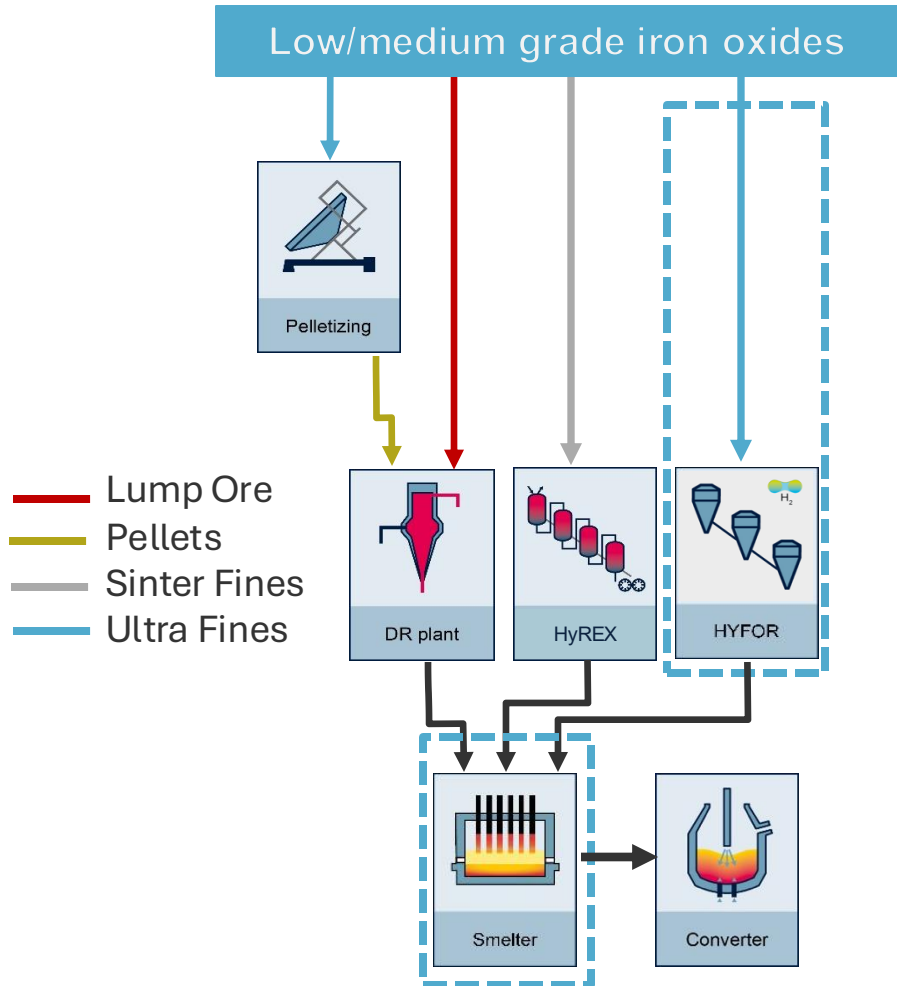 Low/medium grade iron oxides
Pelletizing
Lump Ore
Pellets
Sinter Fines
Ultra Fines
H2
DR plant
HyREX
HYFOR
Smelter
Converter